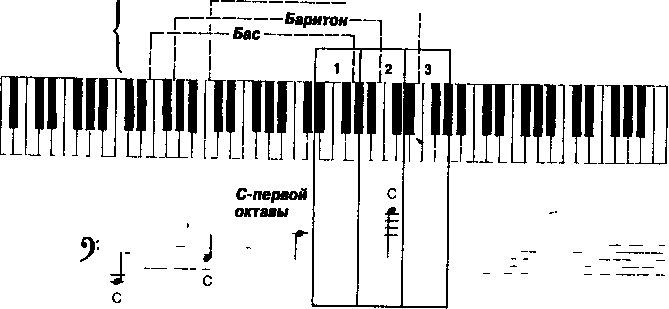 Баритон
Бас
1 2 3
С-первой
октавы
C
C
C